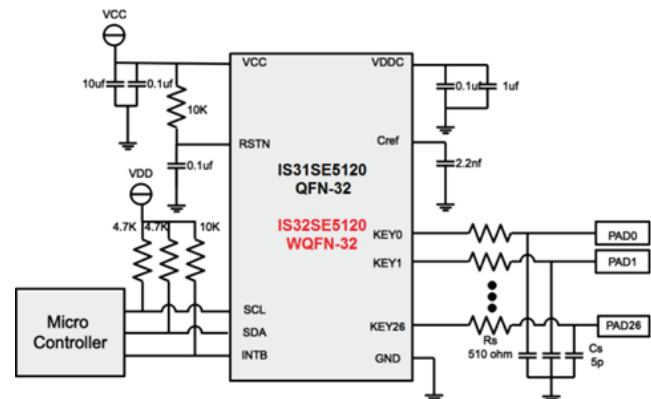 VCC
VCC
VDDC
10uf
0.1uf
0.1uf
1uf
10K
Cref
RSTN
0.1uf
2.2nf
IS31SE5120
QFN-32
VDD
4.7K
4.7K
10K
IS32SE5120
WQFN-32
KEY0
PAD0
KEY1
PAD1
SCL
Micro
Controller
SDA
KEY26
PAD26
INTB
GND
Rs
510 ohm
Cs
5p